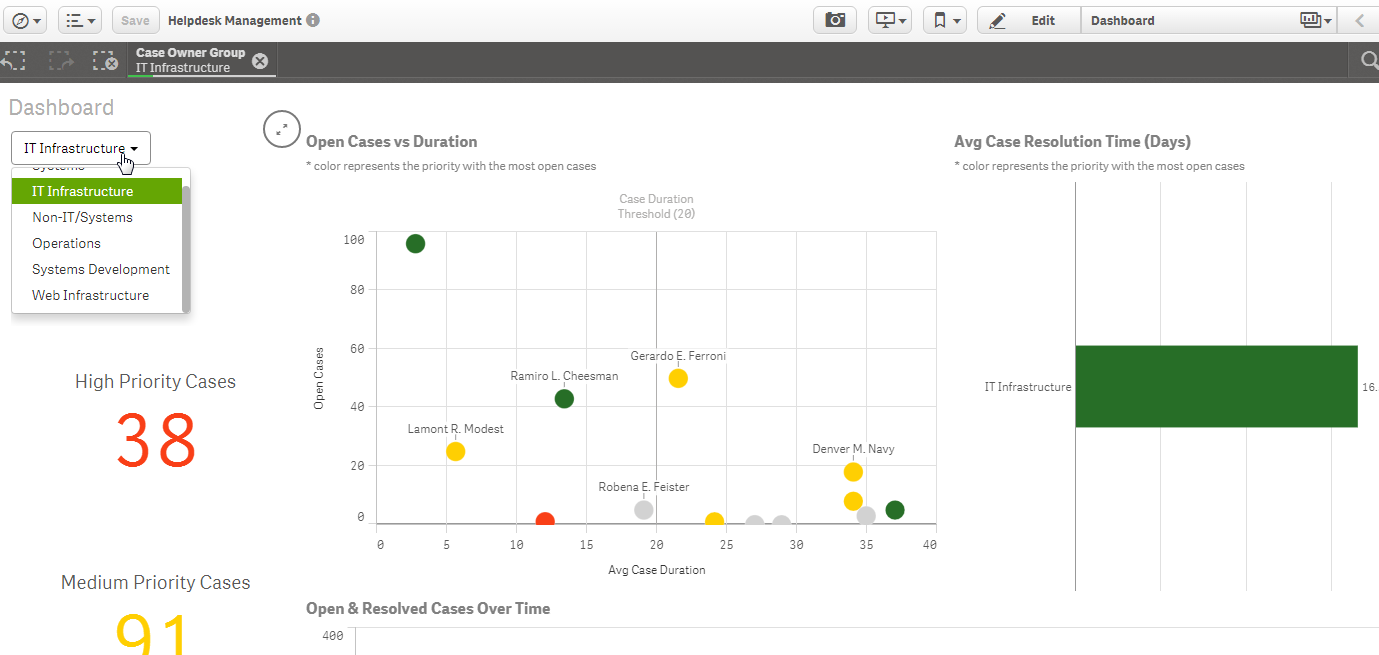 Save
Helpdesk Management
Edit
Dashboard
Case Owner Group
IT Infrastructure
Dashboard
IT Infrastructure
Systems
IT Infrastructure
Non-IT/Systems
Operations
Systems Development
Web Infrastructure
High Priority Cases
38
Medium Priority Cases
91
Open Cases vs Duration
* color represents the priority with the most open cases
Case Duration
Threshold (20)
100
80
60
40
20
0
Open Cases
Gerardo E. Ferroni
Ramiro L. Cheesman
Lamont R. Modest
Denver M. Navy
Robena E. Feister
0 5 10 15 20 25 30 35 40
Avg Case Duration
Avg Case Resolution Time (Days)
* color represents the priority with the most open cases
IT Infrastructure
16.
Open & Resolved Cases Over Time
400